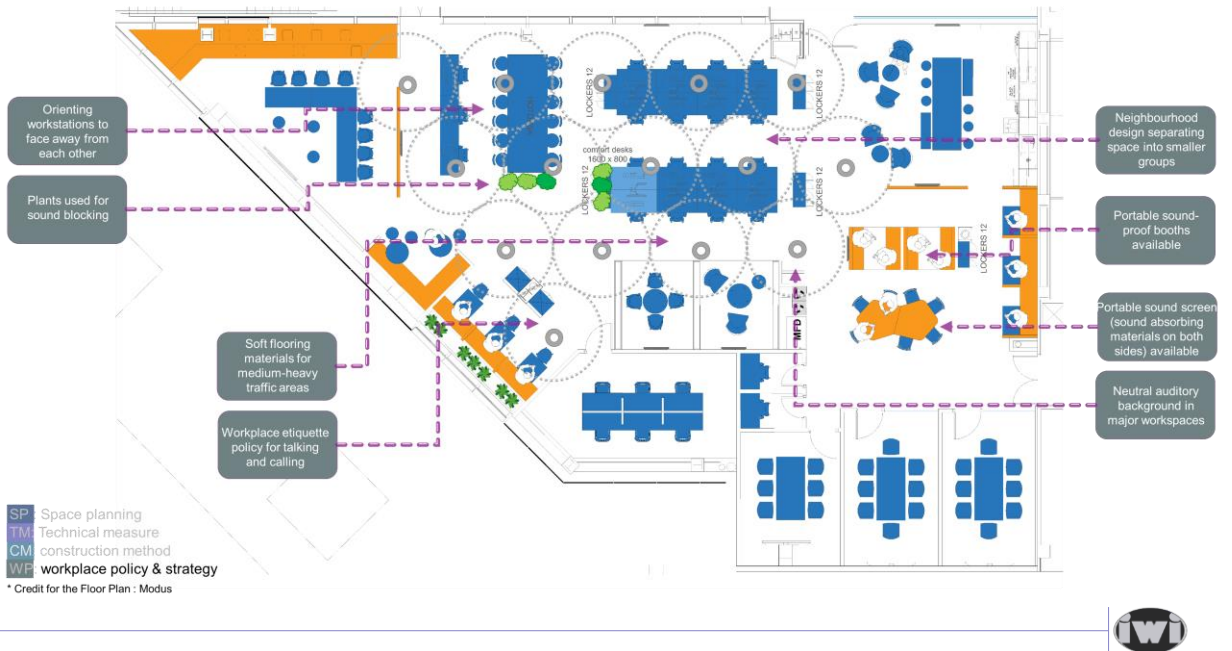 Orienting
workstations to
face away from
each other
Plants used for
sound blocking
Soft flooring
materials for
medium-heavy
traffic areas
Workplace etiquette
policy for talking
and calling
LOCKERS 12
LOCKERS 12
comfort desks
1600 x 800
LOCKERS 12
LOCKERS 12
LOCKERS 12
MFD
Neighbourhood
design separating
space into smaller
groups
Portable sound-
proof booths
available
Portable sound screen
(sound absorbing
materials on both
sides) available
Neutral auditory
background in
major workspaces
SP: Space planning
TM: Technical measure
CM: construction method
WP: workplace policy & strategy
* Credit for the Floor Plan : Modus
iwi